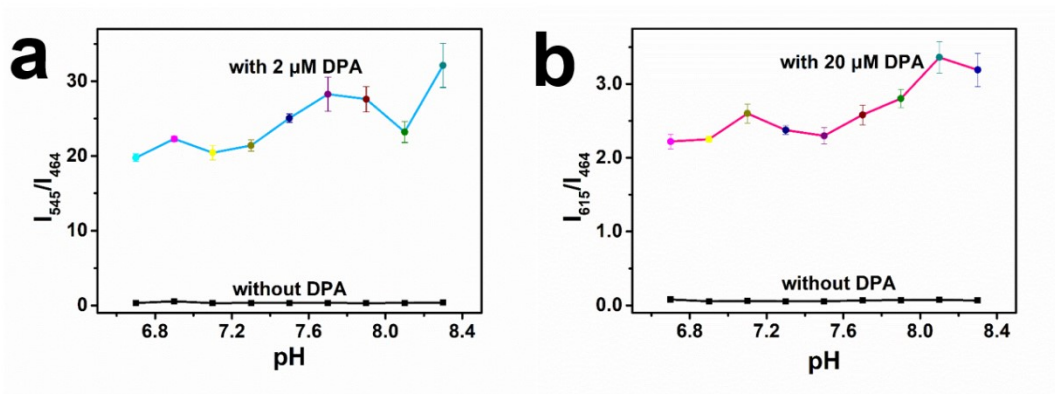 a
with 2 μM DPA
without DPA
I545/I464
30
20
10
0
6.8 7.2 7.6 8.0 8.4
pH
b
with 20 μM DPA
without DPA
I615/I464
3.0
2.0
1.0
0.0
6.8 7.2 7.6 8.0 8.4
pH